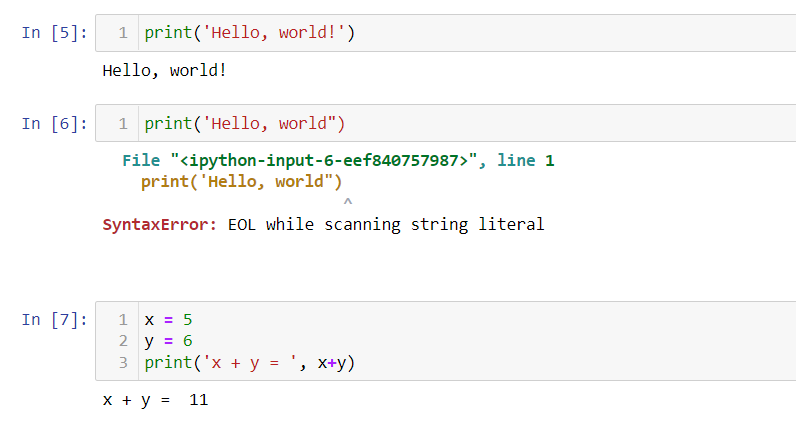 In [5]: 1 print('Hello, world!')
Hello, world!
In [6]: 1 print('Hello, world")
File "<ipython-input-6-eef840757987>", line 1
print('Hello, world")
^
SyntaxError: EOL while scanning string literal
In [7]: 1 x = 5
2 y = 6
3 print('x + y = ', x+y)
x + y =  11